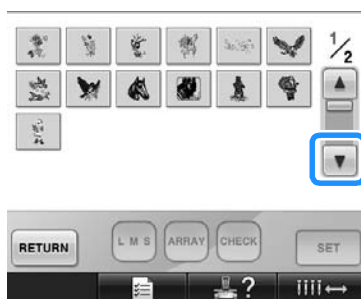 1/2
RETURN
L M S
ARRAY
CHECK
SET
?